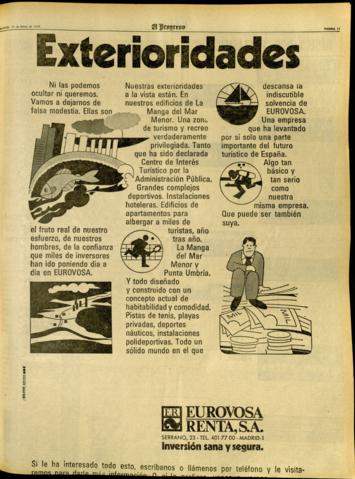 El Progreso
Exterioridades
Ni las podemos
ocultar ni queremos.
Vamos a dejarnos de
falsa modestia. Ellas son
el fruto real de nuestro
esfuerzo, de nuestros
hombres, de la confianza
que miles de inversores
han ido poniendo día a
día en EUROVOSA.
Nuestras exterioridades
a la vista están. En
nuestros edificios de La
Manga del Mar
Menor. Una zona
de turismo y recreo
verdaderamente
privilegiada. Tanto
que ha sido declarada
Centro de Interés
Turístico por la
Administración Pública.
Grandes complejos
deportivos. Instalaciones
hoteleras. Edificios de
apartamentos para
albergar a miles de
turistas, año
tras año.
La Manga
del Mar
Menor y
Punta Umbría.
Y todo diseñado
y construido con un
concepto actual de
habitabilidad y comodidad.
Pistas de tenis, playas
privadas, deportes
náuticos, instalaciones
polideportivas. Todo un
sólido mundo en el que
descansa la
indiscutible
solvencia de
EUROVOSA.
Una empresa
que ha levantado
por sí solo una parte
importante del futuro
turístico de España.
Algo tan
básico y
tan serio
como
nuestra
misma empresa.
Que puede ser también
suya.
MIL
MIL
ER EUROVOSA
RENTA, S.A.
SERRANO, 23 - TEL. 401 77 00 - MADRID-1
Inversión sana y segura.
Si le ha interesado todo esto, escríbanos o llámenos por teléfono y le visita-